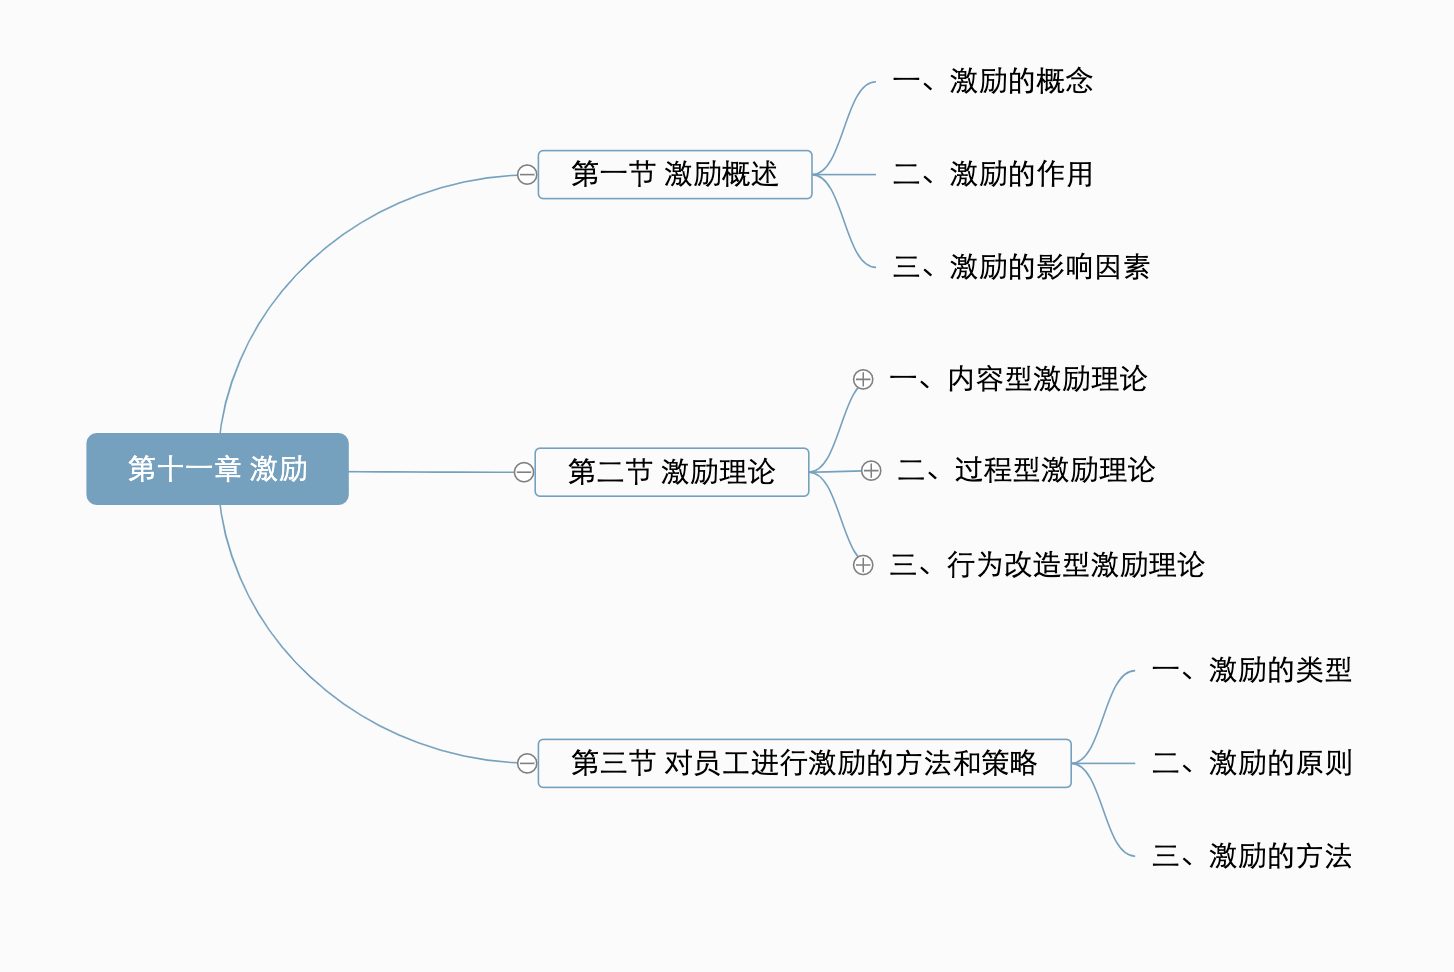 第十一章 激励
第一节 激励概述
一、激励的概念
二、激励的作用
三、激励的影响因素
第二节 激励理论
一、内容型激励理论
二、过程型激励理论
三、行为改造型激励理论
第三节 对员工进行激励的方法和策略
一、激励的类型
二、激励的原则
三、激励的方法